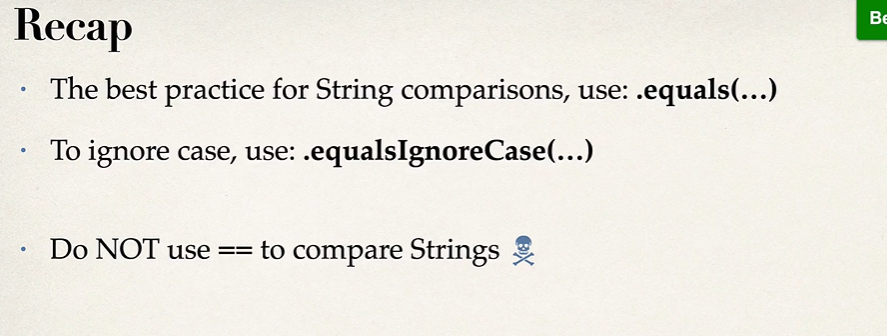 Recap
Be
• The best practice for String comparisons, use: .equals(…)
• To ignore case, use: .equalsIgnoreCase(…)
• Do NOT use == to compare Strings ☠